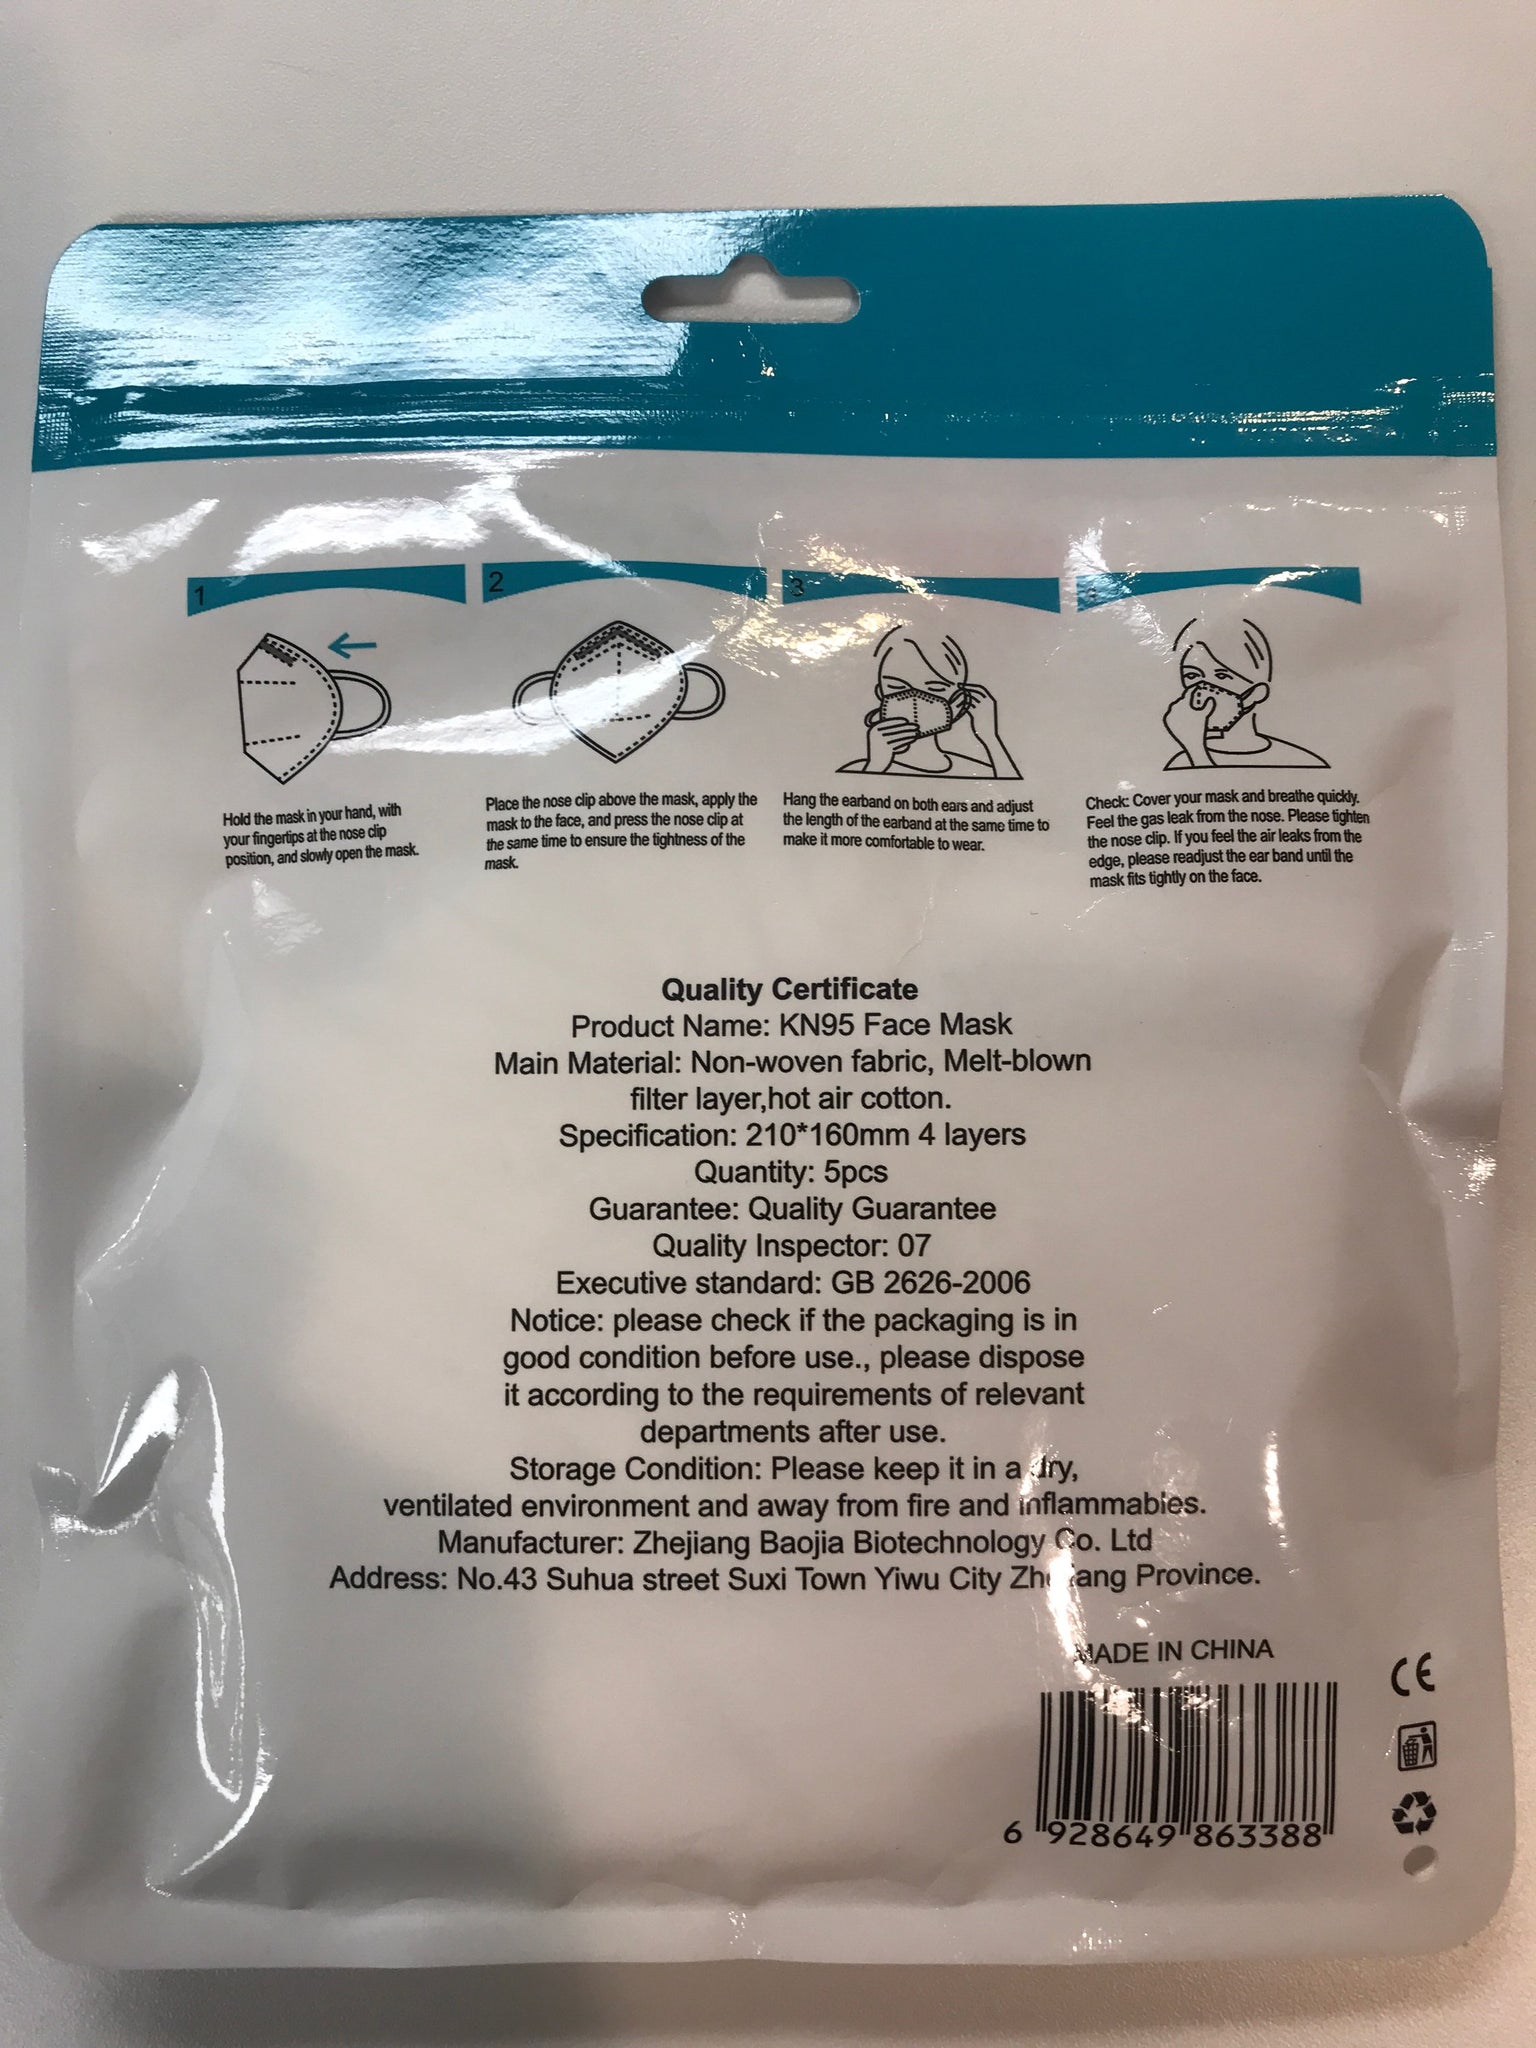 1
2
3
Hold the mask in your hand, with
your fingertips at the nose clip
position, and slowly open the mask.
Place the nose clip above the mask, apply the
mask to the face, and press the nose clip at
the same time to ensure the tightness of the
mask.
Hang the earband on both ears and adjust
the length of the earband at the same time to
make it more comfortable to wear.
Check: Cover your mask and breathe quickly.
Feel the gas leak from the nose. Please tighten
the nose clip. If you feel the air leaks from the
edge, please readjust the ear band until the
mask fits tightly on the face.
Quality Certificate
Product Name: KN95 Face Mask
Main Material: Non-woven fabric, Melt-blown
filter layer,hot air cotton.
Specification: 210*160mm 4 layers
Quantity: 5pcs
Guarantee: Quality Guarantee
Quality Inspector: 07
Executive standard: GB 2626-2006
Notice: please check if the packaging is in
good condition before use., please dispose
it according to the requirements of relevant
departments after use.
Storage Condition: Please keep it in a dry,
ventilated environment and away from fire and inflammables.
Manufacturer: Zhejiang Baojia Biotechnology Co. Ltd
Address: No.43 Suhua street Suxi Town Yiwu City Zhejiang Province.
MADE IN CHINA
CE
6 928649 863388